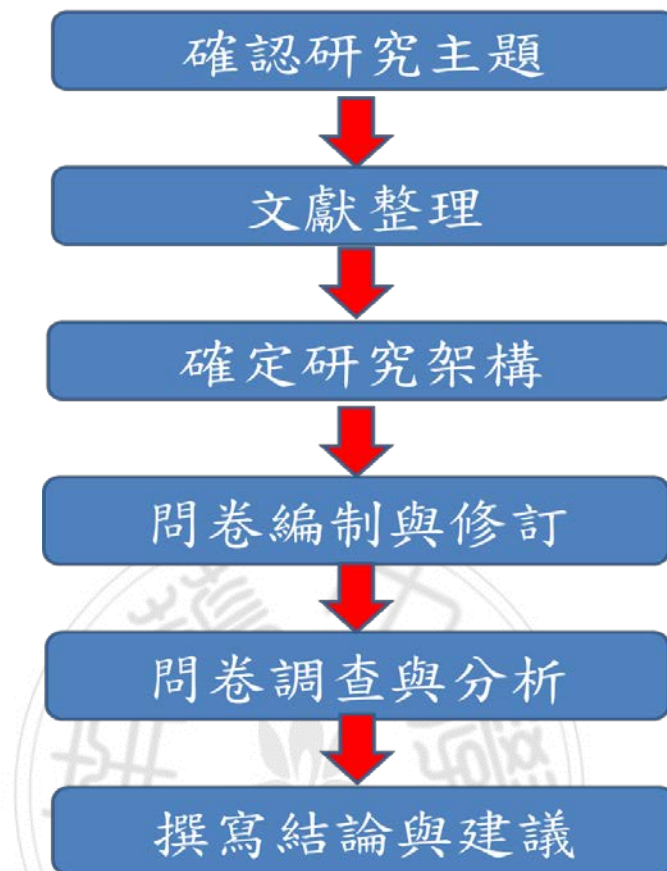 確認研究主題
文獻整理
確定研究架構
問卷編制與修訂
問卷調查與分析
撰寫結論與建議